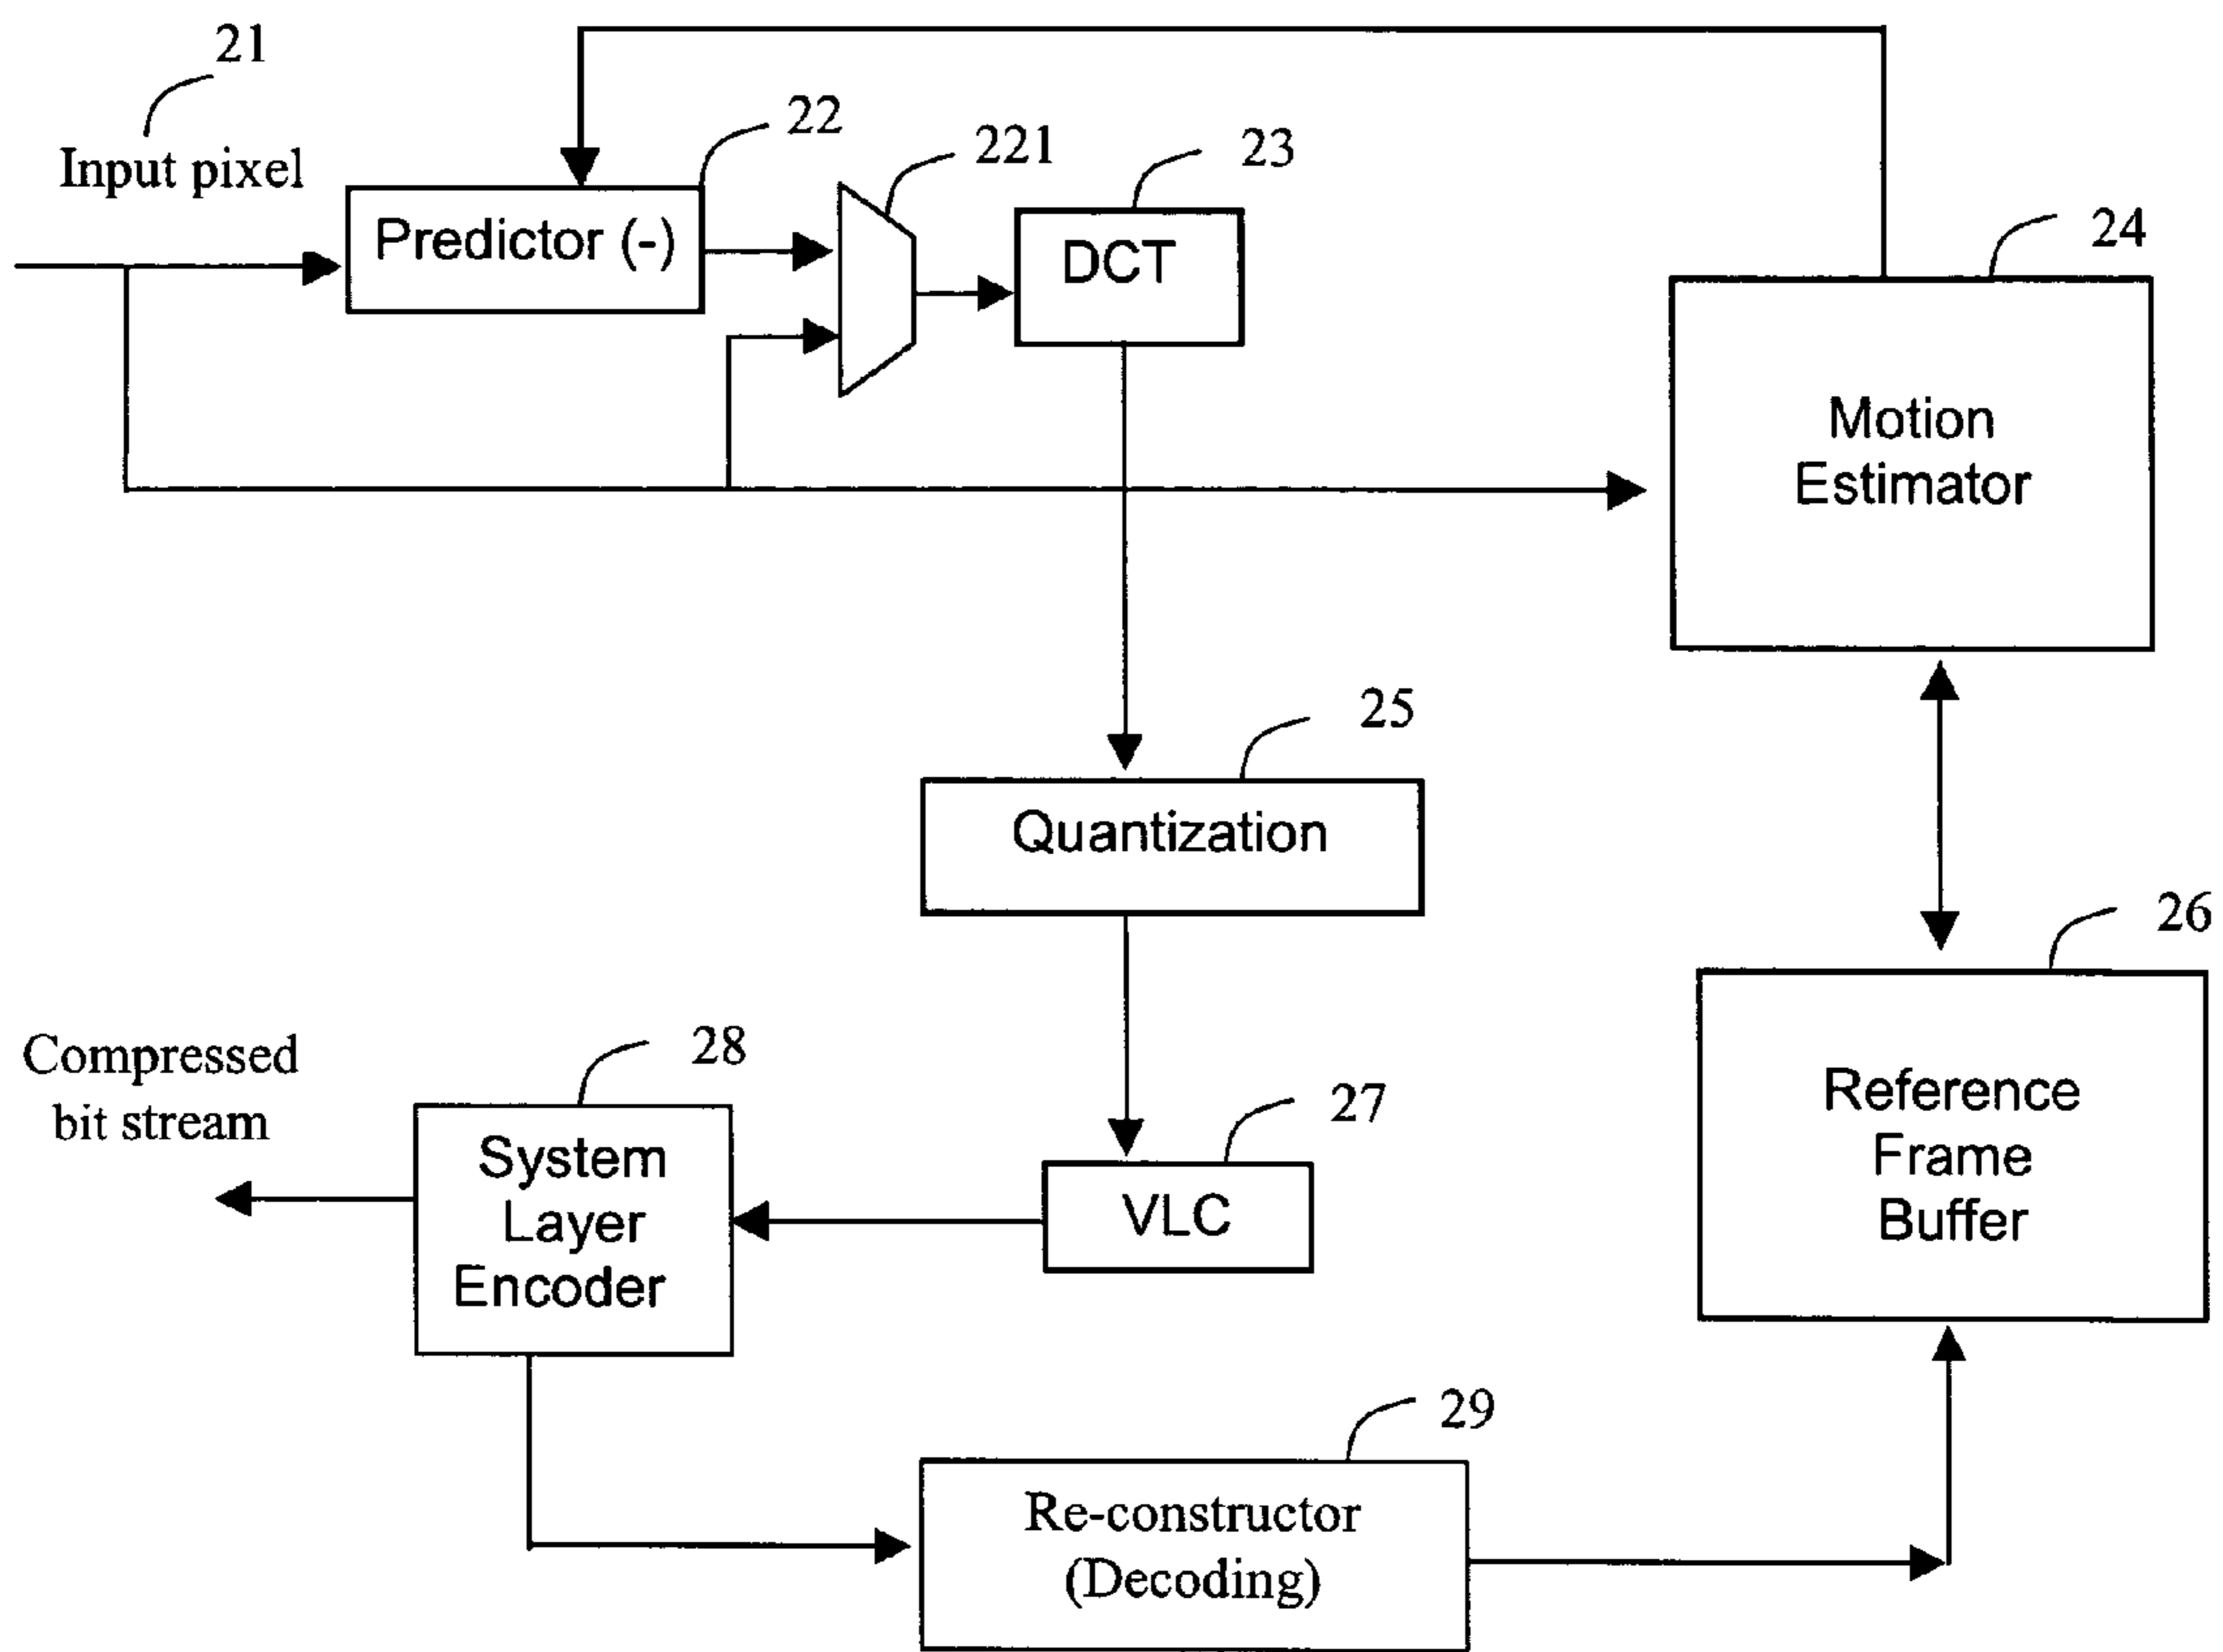 21
Input pixel
22
221
23
24
Predictor (-)
DCT
Motion
Estimator
25
Quantization
26
Reference
Frame
Buffer
Compressed
bit stream
28
System
Layer
Encoder
27
VLC
29
Re-constructor
(Decoding)